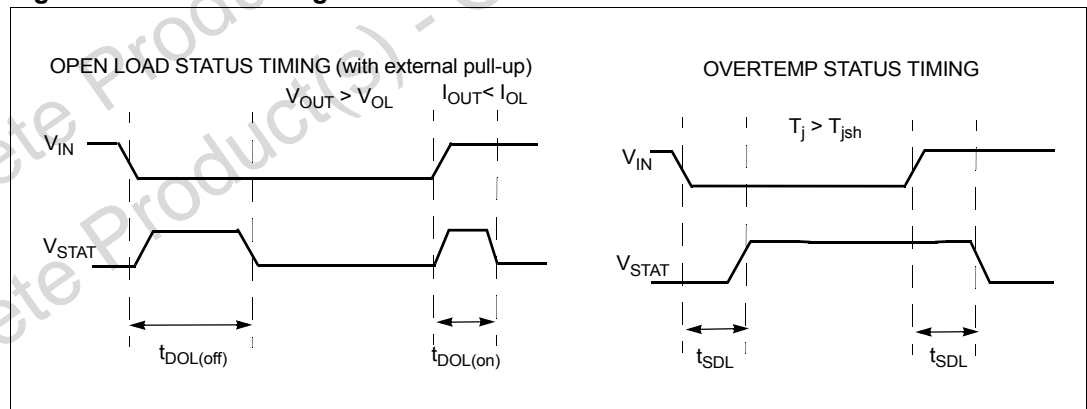 OPEN LOAD STATUS TIMING (with external pull-up)
V_OUT > V_OL
I_OUT< I_OL
V_IN
V_STAT
t_DOL(off)
t_DOL(on)
OVERTEMP STATUS TIMING
T_j > T_jsh
V_IN
V_STAT
t_SDL
t_SDL